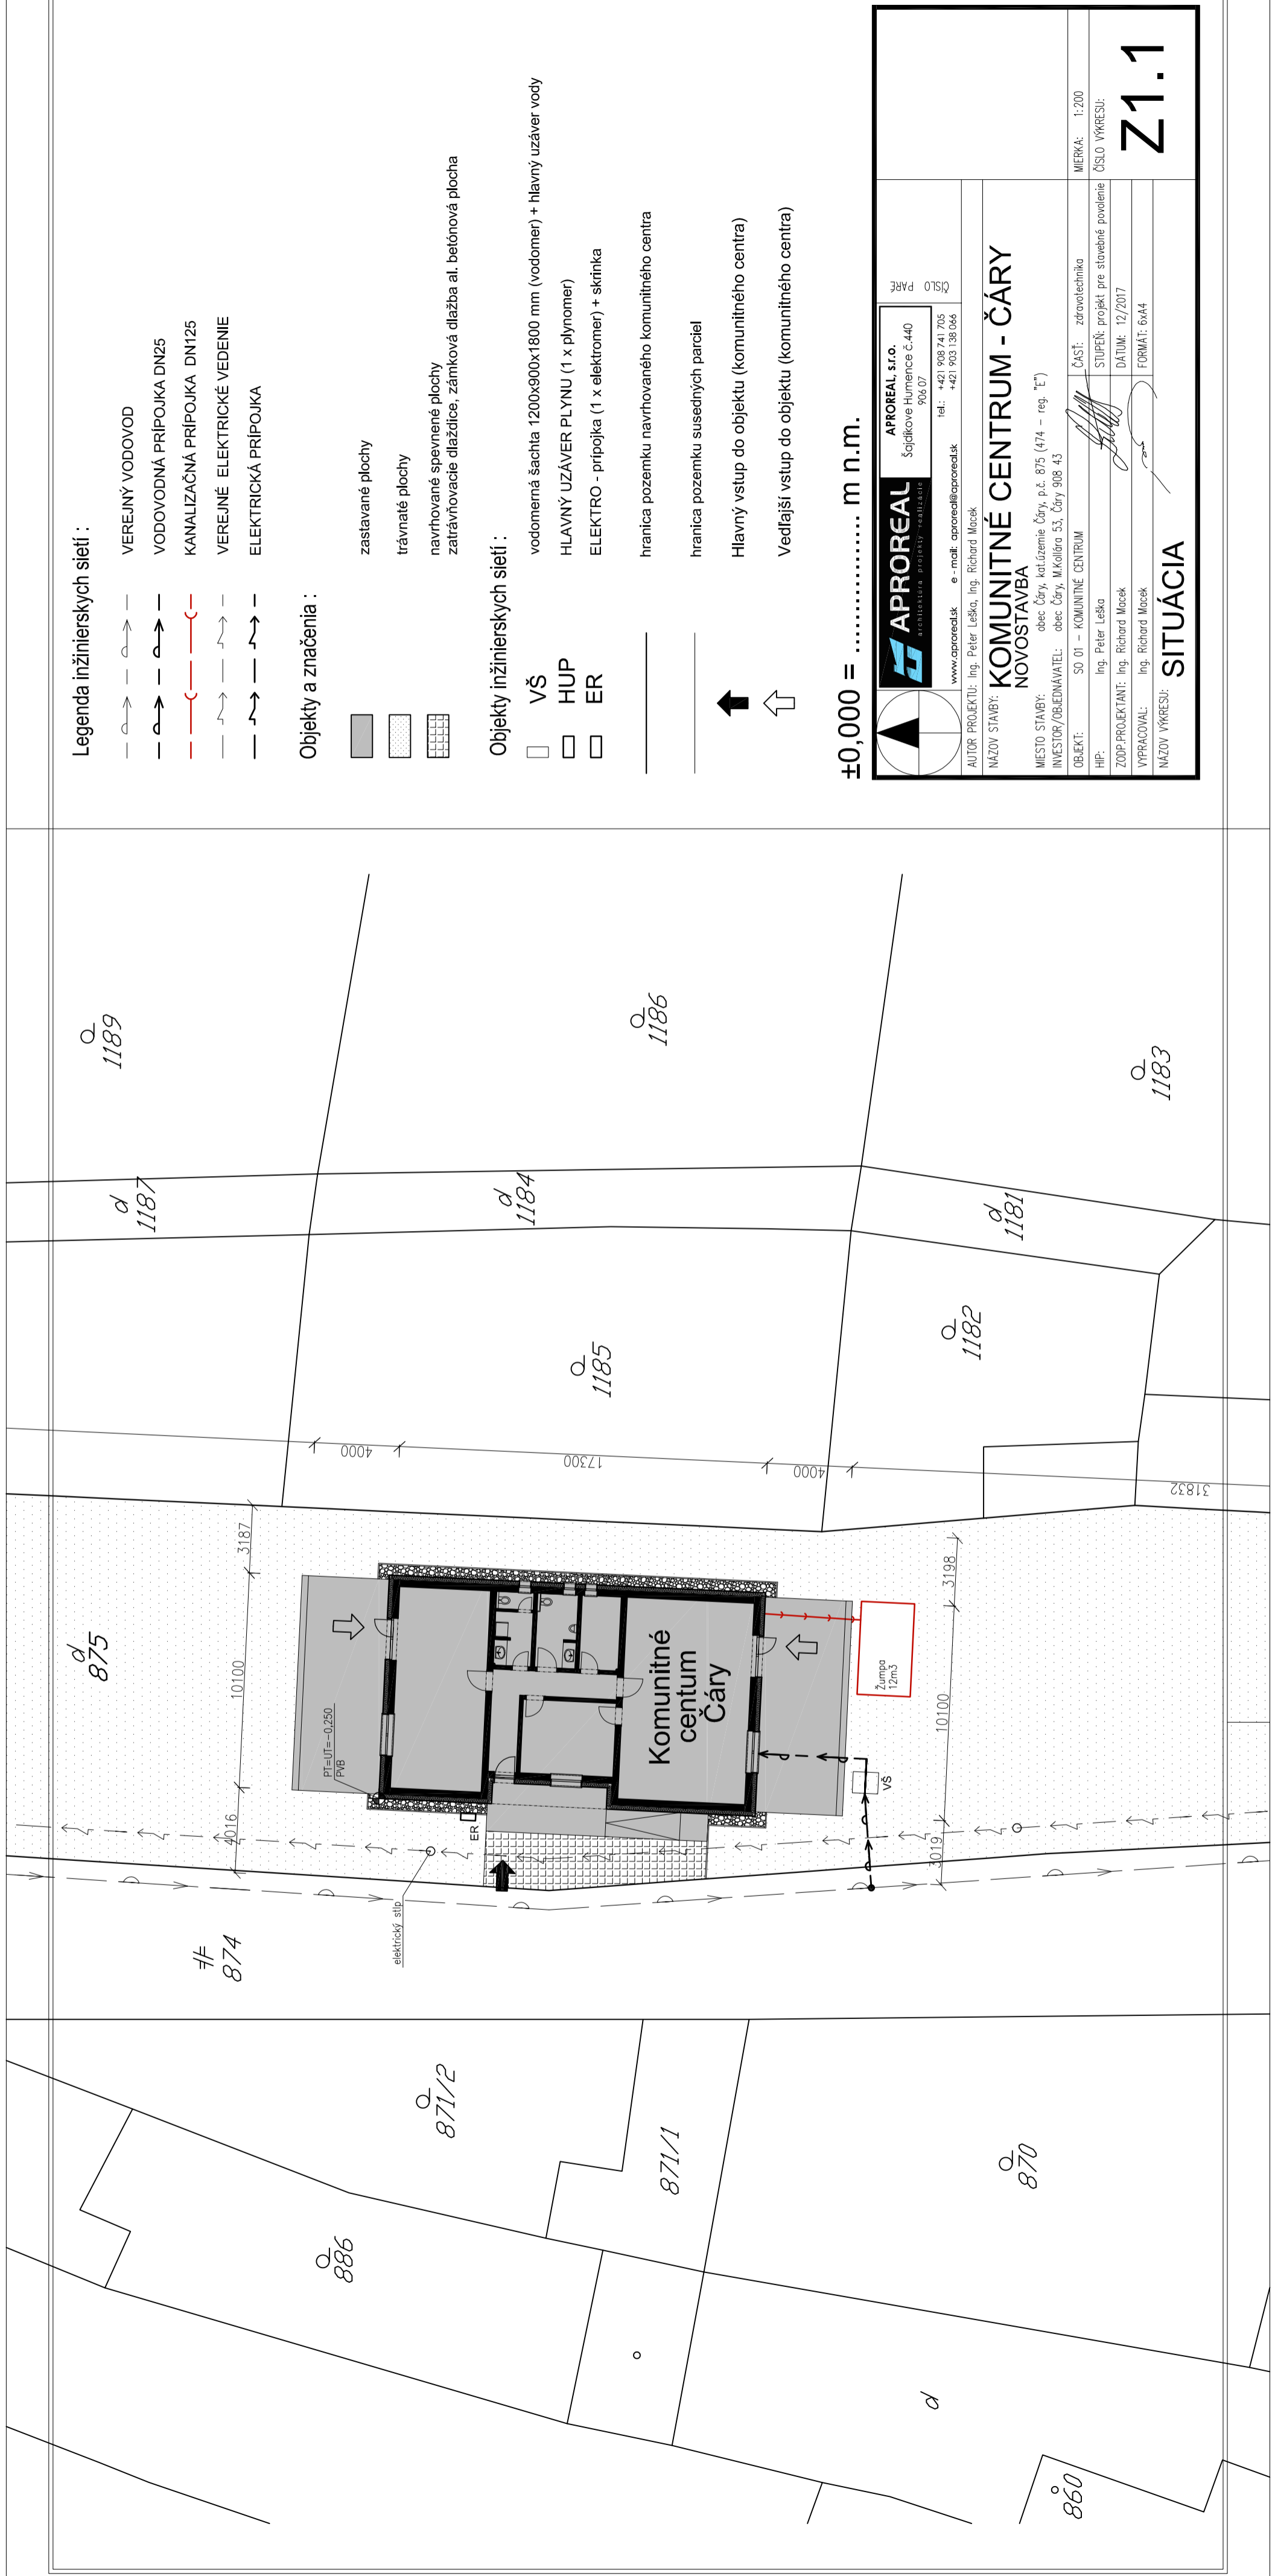 Legenda inžinierskych sietí :
VEREJNÝ VODOVOD
VODOVODNÁ PRÍPOJKA DN25
KANALIZAČNÁ PRÍPOJKA DN125
VEREJNÉ ELEKTRICKÉ VEDENIE
ELEKTRICKÁ PRÍPOJKA
Objekty a značenia :
zastavané plochy
trávnaté plochy
navrhované spevnené plochy
zatrávňovacie dlaždice, zámková dlažba al. betónová plocha
Objekty inžinierskych sietí :
VŠ vodomerná šachta 1200x900x1800 mm (vodomer) + hlavný uzáver vody
HUP HLAVNÝ UZÁVER PLYNU (1 x plynomer)
ER ELEKTRO - prípojka (1 x elektromer) + skrinka
hranica pozemku navrhovaného komunitného centra
hranica pozemku susedných parciel
Hlavný vstup do objektu (komunitného centra)
Vedľajší vstup do objektu (komunitného centra)
±0,000 = ................ m n.m.
APROREAL
architektúra projekty realizácie
APROREAL, s.r.o.
Šajdíkove Humence č.440
906 07
www.aproreal.sk e - mail: aproreal@aproreal.sk tel.: +421 908 741 705
+421 903 138 066
ČÍSLO
PARÉ
AUTOR PROJEKTU: Ing. Peter Leška, Ing. Richard Macek
NÁZOV STAVBY: KOMUNITNÉ CENTRUM - ČÁRY
NOVOSTAVBA
MIESTO STAVBY: obec Čáry, kat.územie Čáry, p.č. 875 (474 – reg. "E")
INVESTOR/OBJEDNÁVATEĽ: obec Čáry, M.Kollára 53, Čáry 908 43
OBJEKT: SO 01 – KOMUNITNÉ CENTRUM
ČASŤ: zdravotechnika
MIERKA: 1:200
HIP: Ing. Peter Leška
STUPEŇ: projekt pre stavebné povolenie
ČÍSLO VÝKRESU:
ZODP.PROJEKTANT: Ing. Richard Macek
DÁTUM: 12/2017
VYPRACOVAL: Ing. Richard Macek
FORMÁT: 6xA4
Z1.1
NÁZOV VÝKRESU: SITUÁCIA
1189
1186
1183
1187
1184
1181
1185
1182
4000
17300
4000
31832
875
3187
10100
4016
PT=UT=-0,250
PVB
Komunitné
centum
Čáry
Žumpa
12m3
3198
10100
3019
VŠ
ER
elektrický stĺp
874
871/2
871/1
870
886
860